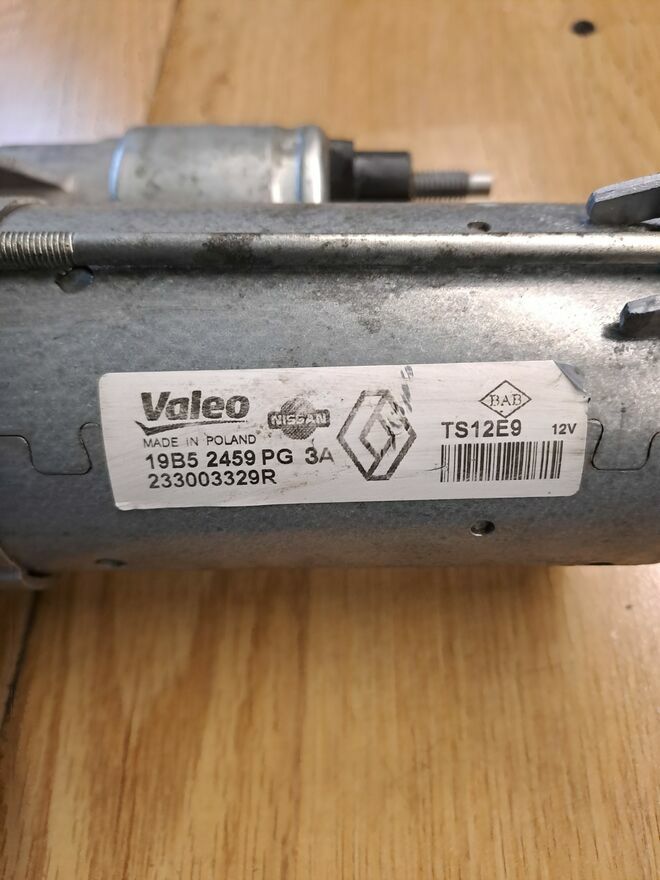 Valeo
MADE IN POLAND
NISSAN
19B5 2459 PG 3A
233003329R
BAB
TS12E9 12V